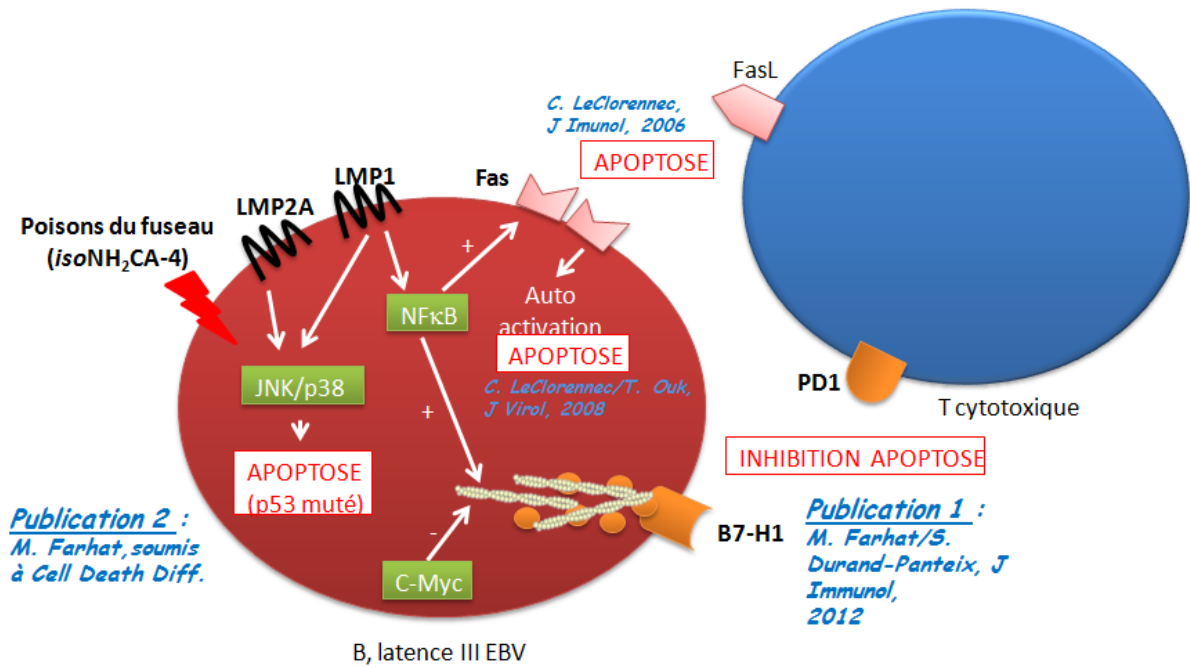 FasL
C. LeClorennec,
J Imunol, 2006
APOPTOSE
LMP1
Fas
LMP2A
Poisons du fuseau
(isoNH₂CA-4)
+
NFκB
Auto
activation
APOPTOSE
JNK/p38
C. LeClorennec/T. Ouk,
J Virol, 2008
PD1
T cytotoxique
+
INHIBITION APOPTOSE
APOPTOSE
(p53 muté)
Publication 2 :
M. Farhat,soumis
à Cell Death Diff.
B7-H1
Publication 1 :
M. Farhat/S.
Durand-Panteix, J
Immunol,
2012
-
C-Myc
B, latence III EBV